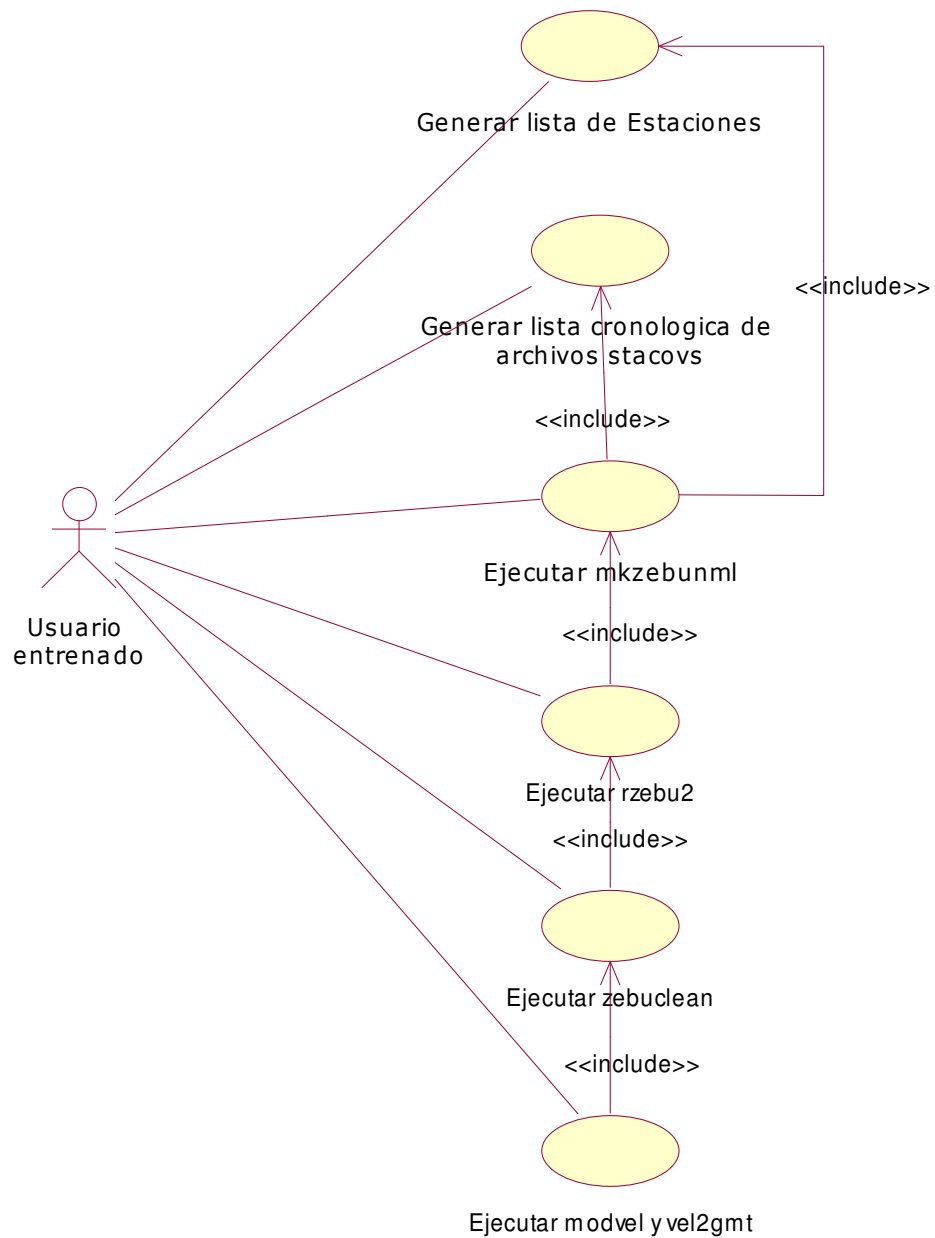 Generar lista de Estaciones
<<include>>
Generar lista cronologica de
archivos stacovs
<<include>>
Ejecutar mkzebunml
Usuario
entrenado
<<include>>
Ejecutar rzebu2
<<include>>
Ejecutar zebuclean
<<include>>
Ejecutar modvel y vel2gmt